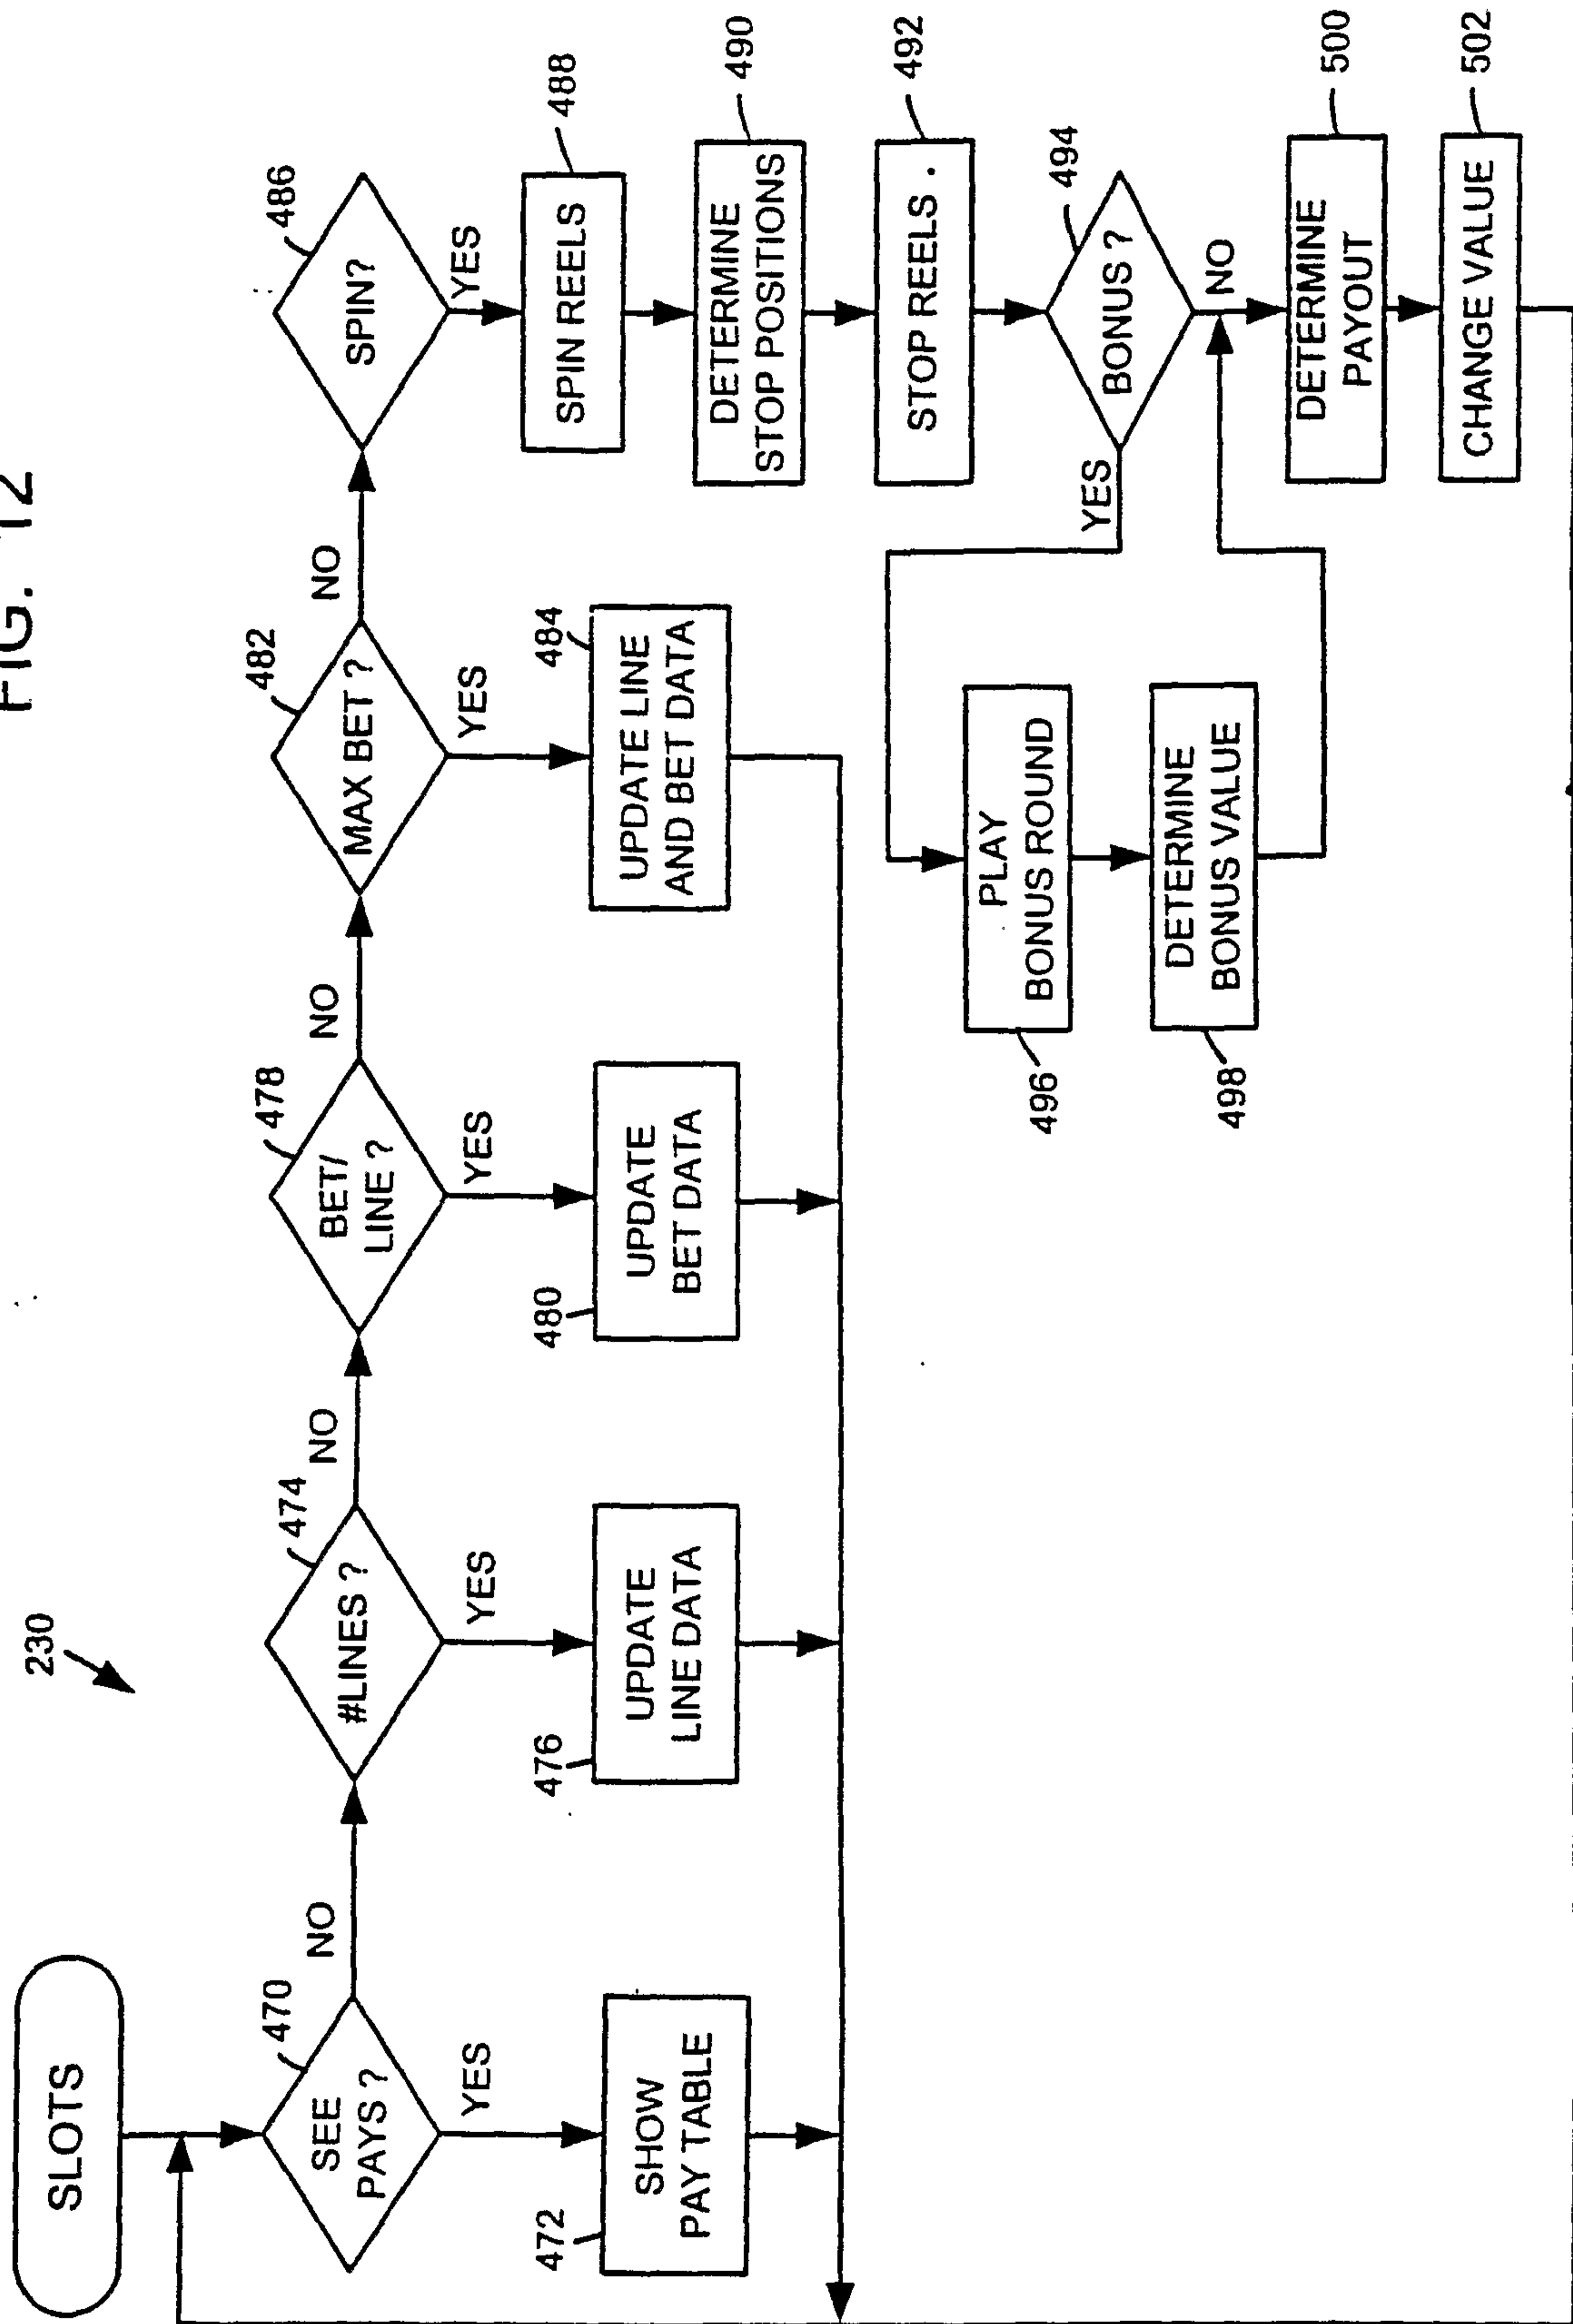 FIG. 12
230
SLOTS
470
SEE
PAYS ?
NO
YES
472
SHOW
PAY TABLE
474
#LINES ?
NO
YES
476
UPDATE
LINE DATA
478
BET/
LINE ?
NO
YES
480
UPDATE
BET DATA
482
MAX BET ?
NO
YES
484
UPDATE LINE
AND BET DATA
486
SPIN?
YES
488
SPIN REELS
490
DETERMINE
STOP POSITIONS
492
STOP REELS .
494
BONUS ?
YES
NO
496
PLAY
BONUS ROUND
498
DETERMINE
BONUS VALUE
500
DETERMINE
PAYOUT
502
CHANGE VALUE